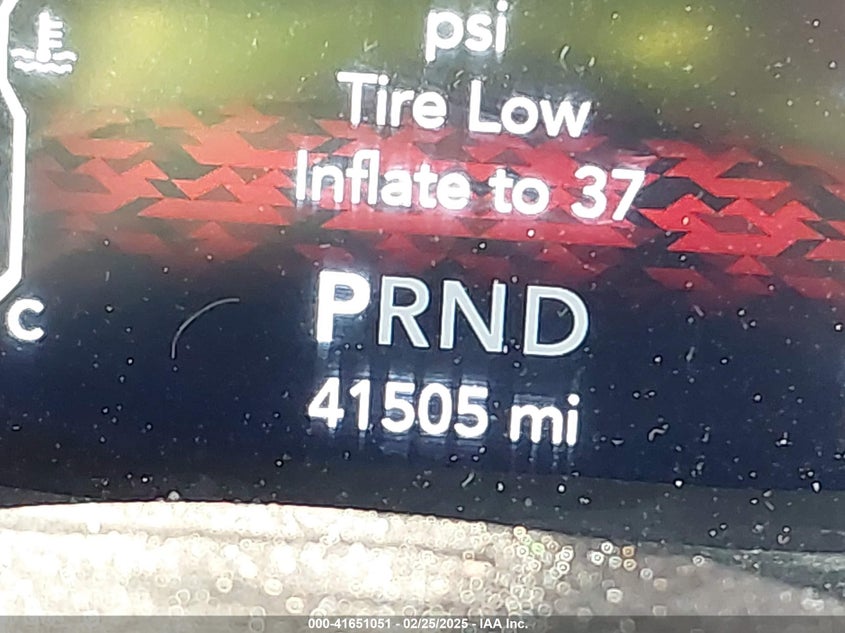 psi
Tire Low
Inflate to 37
PRND
C
41505 mi
000-41651051 - 02/25/2025 - IAA Inc.